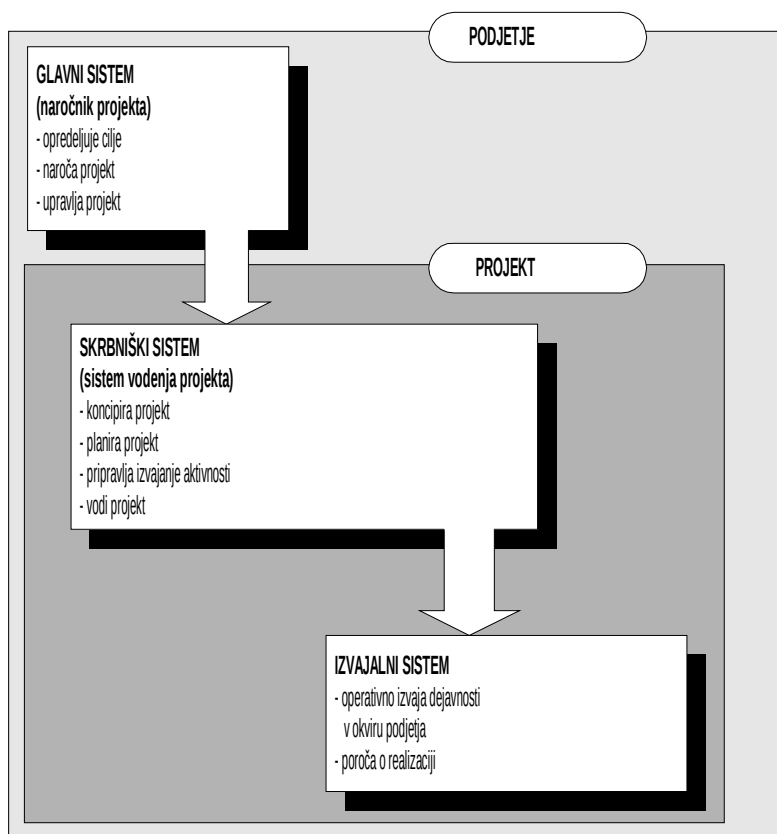 PODJETJE
GLAVNI SISTEM
(naročnik projekta)
- opredeljuje cilje
- naroča projekt
- upravlja projekt
PROJEKT
SKRBNIŠKI SISTEM
(sistem vodenja projekta)
- koncipira projekt
- planira projekt
- pripravlja izvajanje aktivnosti
- vodi projekt
IZVAJALNI SISTEM
- operativno izvaja dejavnosti
v okviru podjetja
- poroča o realizaciji